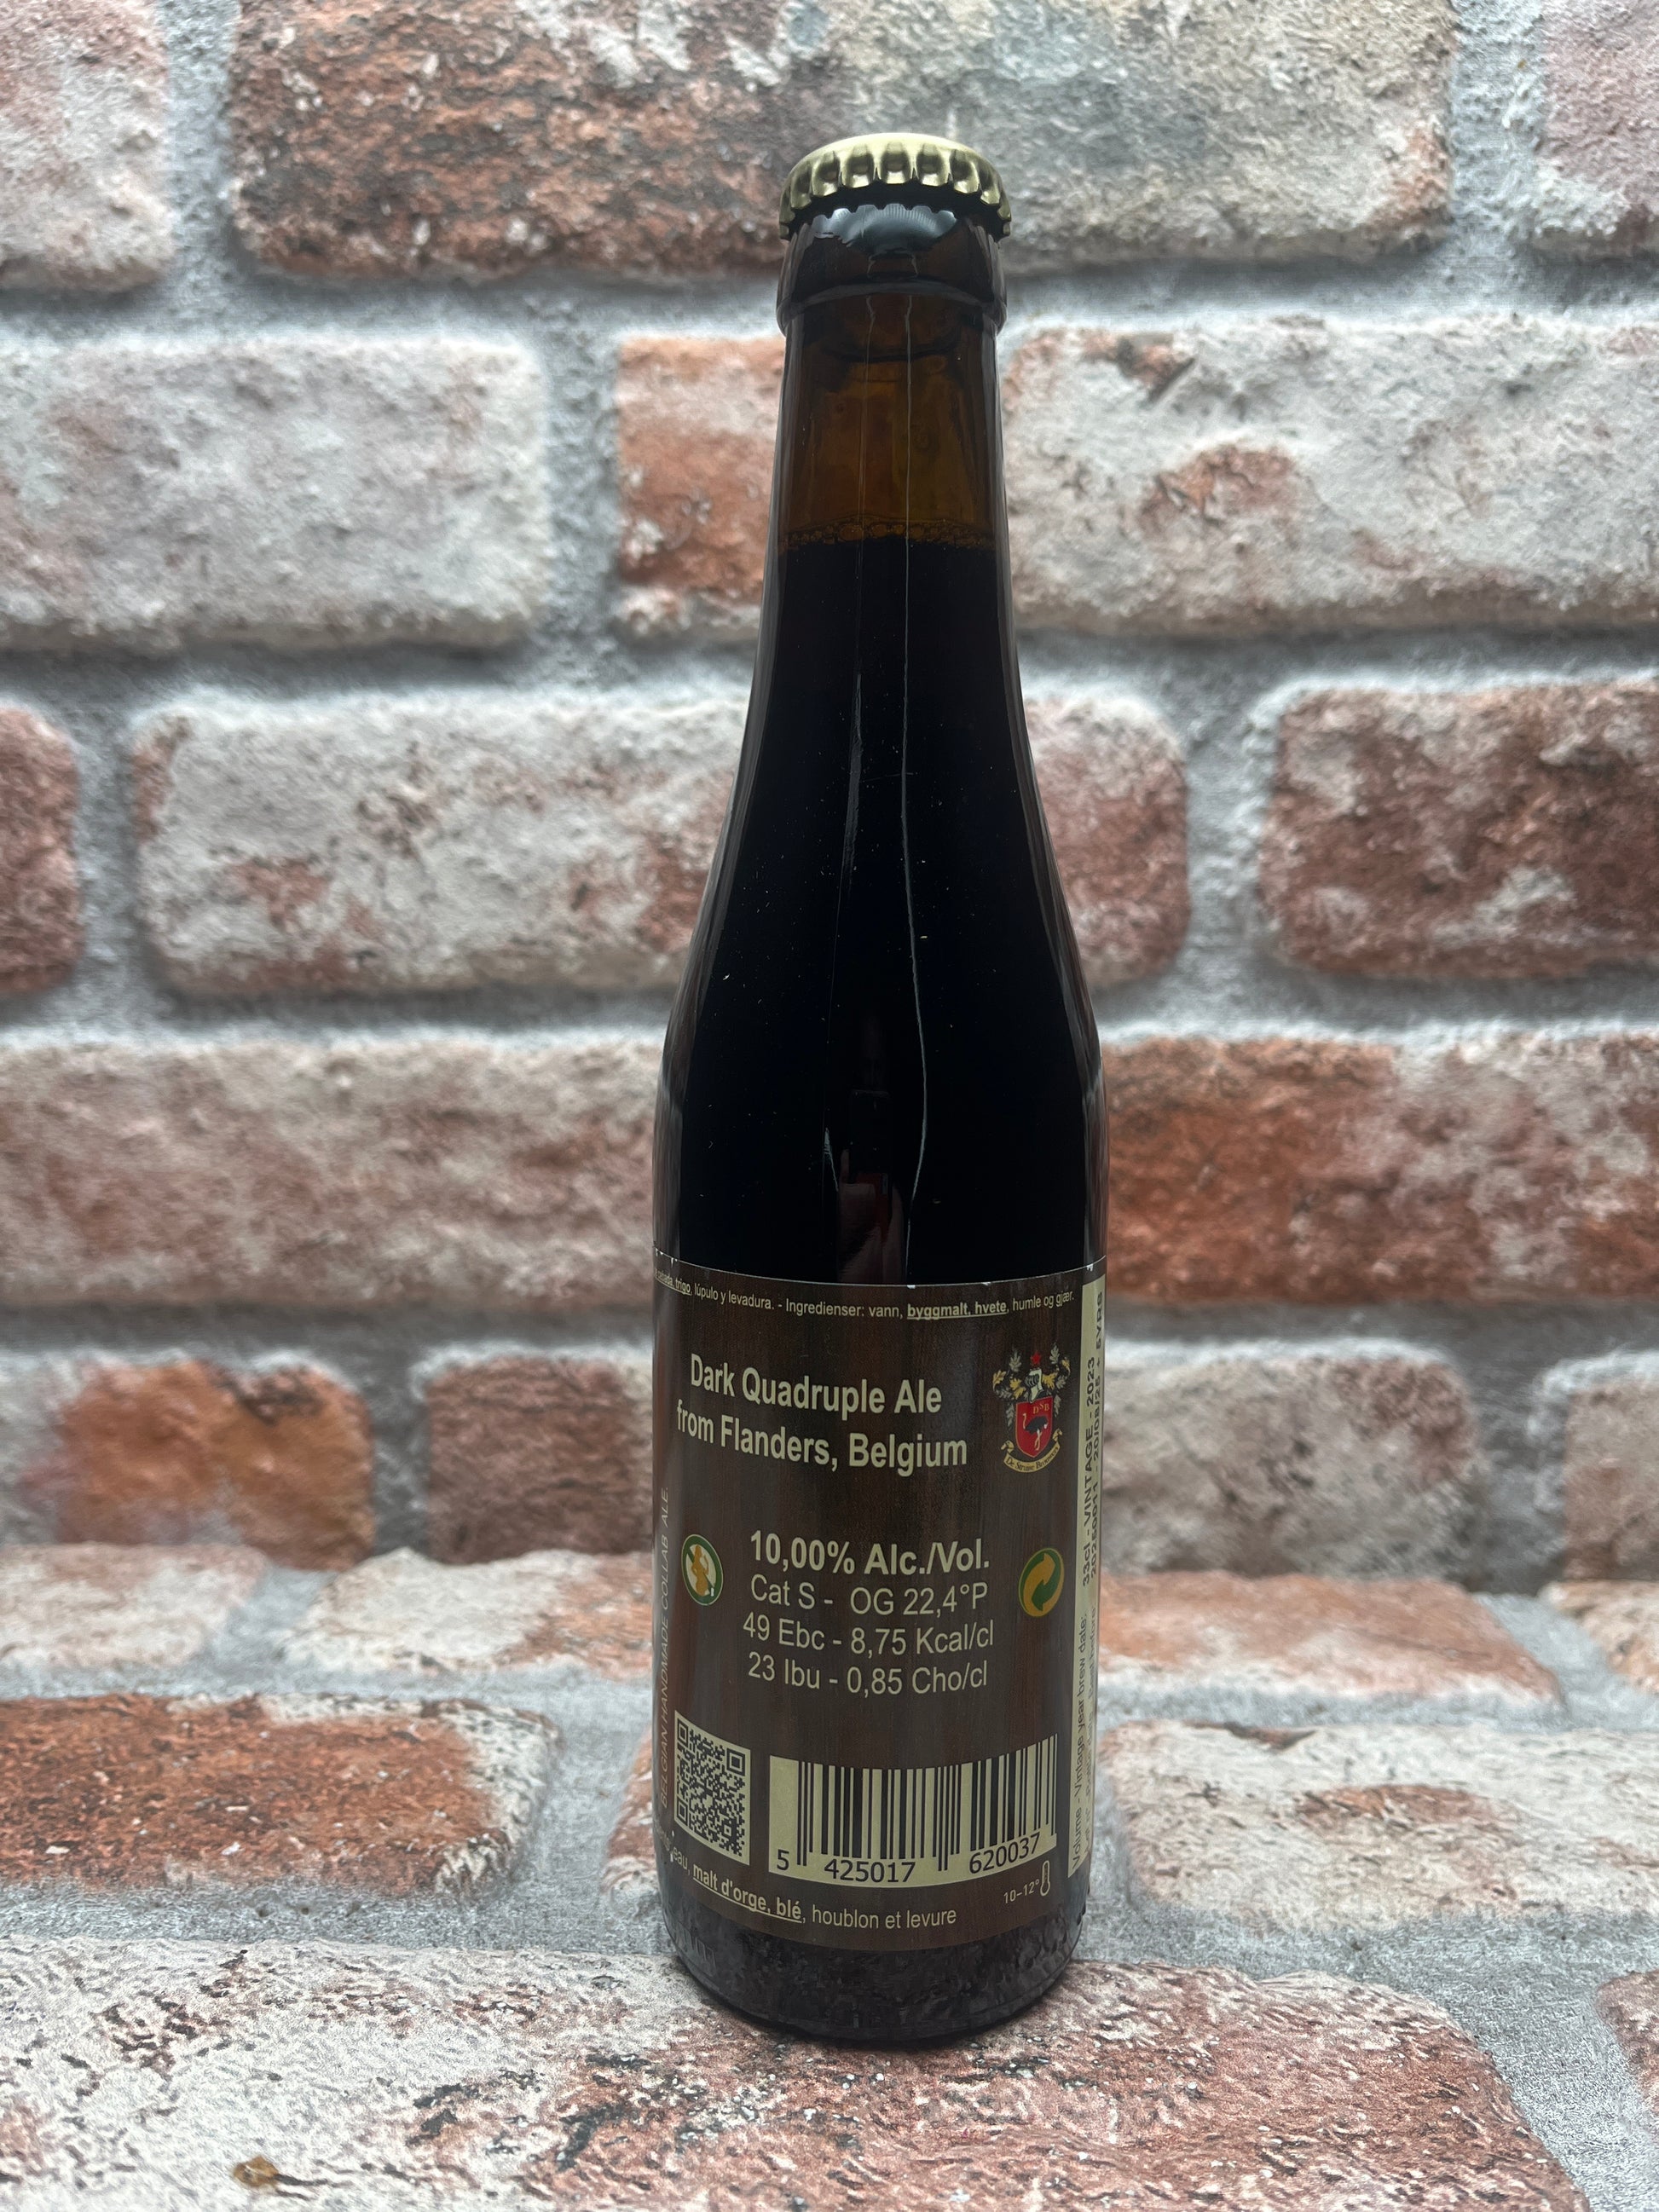 trigo, lúpulo y levadura. - Ingredienser: vann, byggmalt, hvete, humle og gjær.
Dark Quadruple Ale
from Flanders, Belgium
DSB
10,00% Alc./Vol.
Cat S - OG 22,4°P
49 Ebc - 8,75 Kcal/cl
23 Ibu - 0,85 Cho/cl
BELGIAN HANDMADE COLLAB. ALE.
5 425017 620037
10-12°
eau, malt d'orge, blé, houblon et levure
Volume - Vintage year brew date:
33cl - VINTAGE - 2023